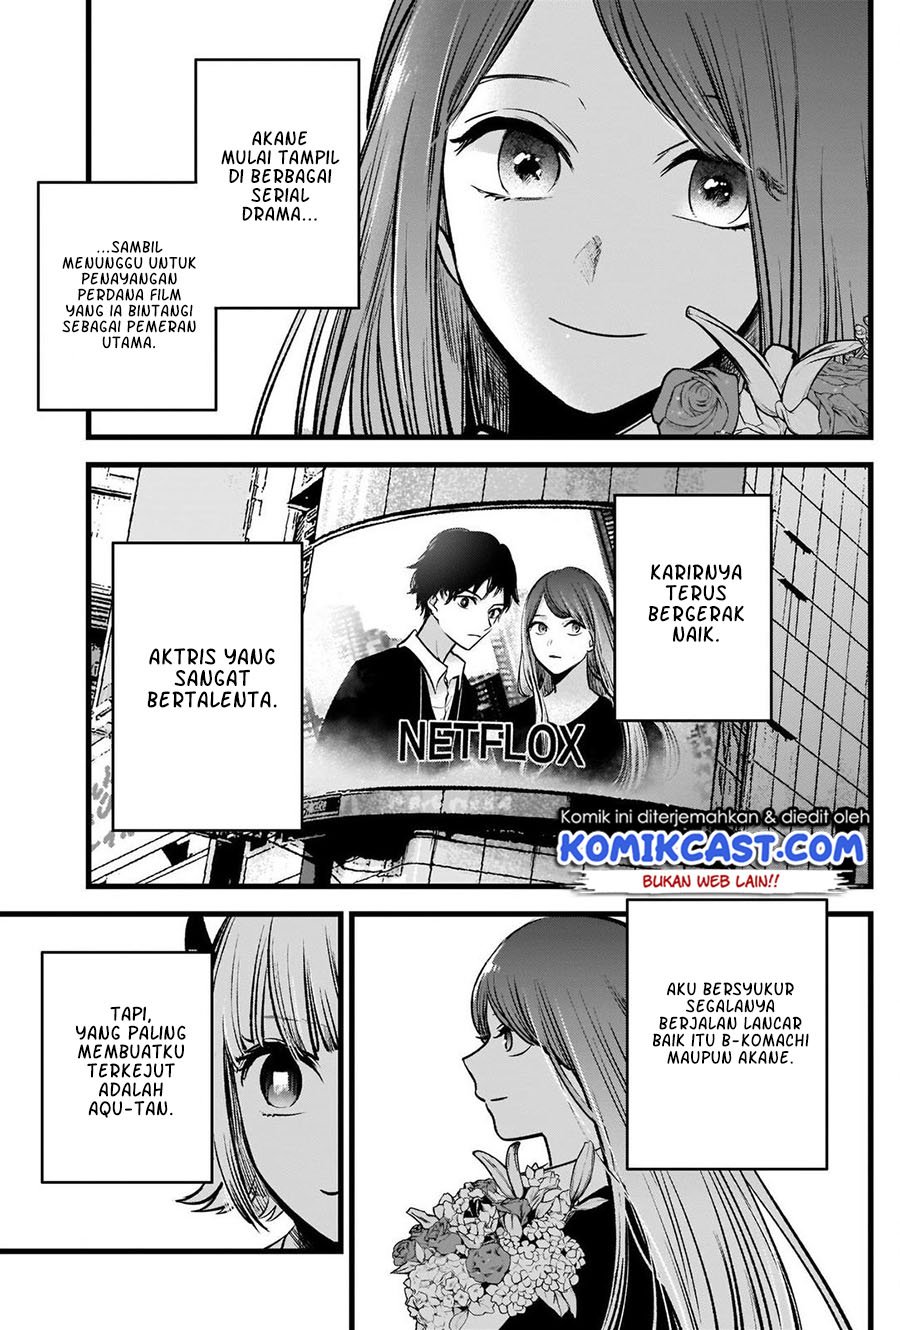 AKANE
MULAI TAMPIL
DI BERBAGAI
SERIAL
DRAMA...
...SAMBIL
MENUNGGU UNTUK
PENAYANGAN
PERDANA FILM
YANG IA BINTANGI
SEBAGAI PEMERAN
UTAMA.
KARIRNYA
TERUS
BERGERAK
NAIK.
AKTRIS YANG
SANGAT
BERTALENTA.
NETFLOX
Komik ini diterjemahkan & diedit oleh
KOMIKCAST.COM
BUKAN WEB LAIN!!
AKU BERSYUKUR
SEGALANYA
BERJALAN LANCAR
BAIK ITU B-KOMACHI
MAUPUN AKANE.
TAPI,
YANG PALING
MEMBUATKU
TERKEJUT
ADALAH
AQU-TAN.